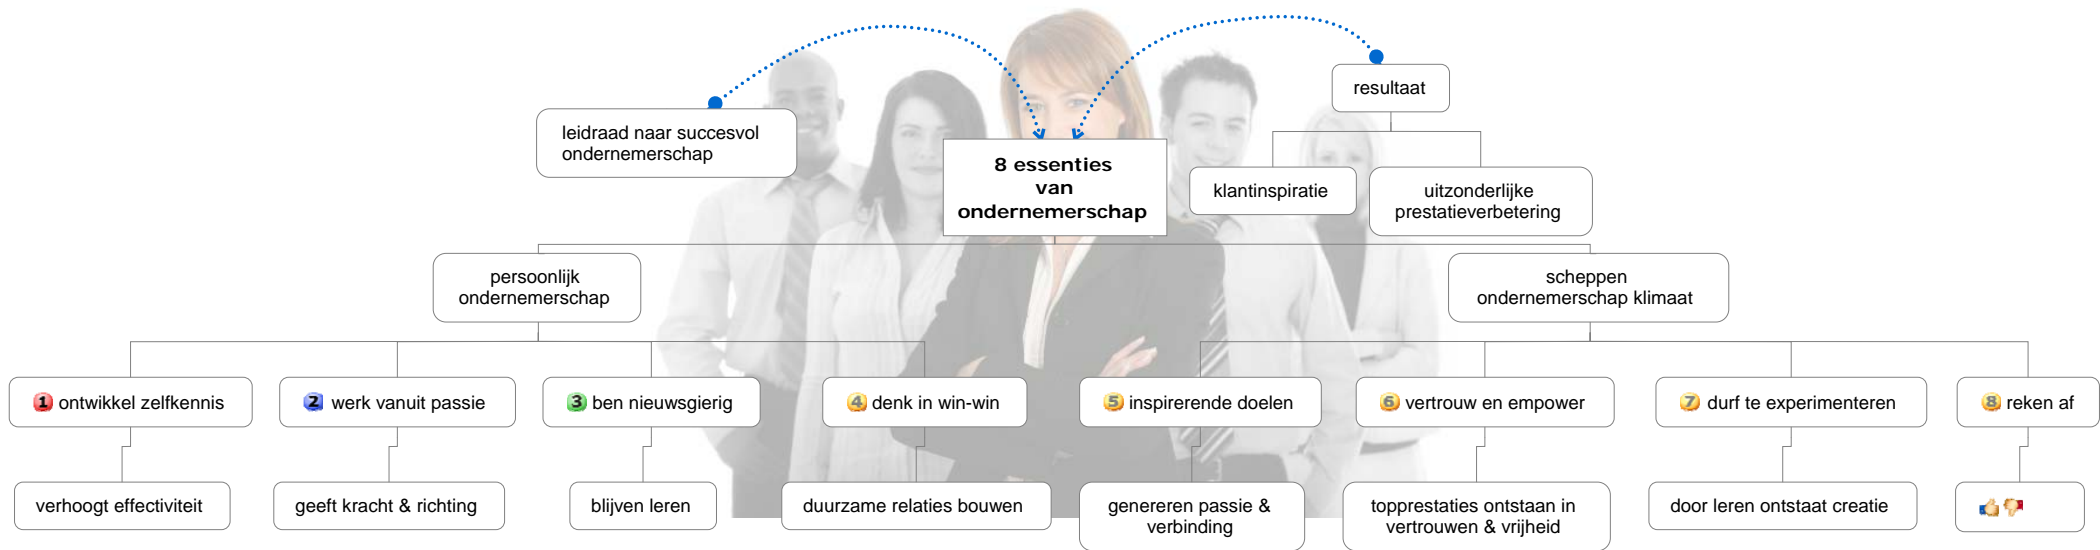 resultaat
leidraad naar succesvol
ondernemerschap
8 essenties
van
ondernemerschap
klantinspiratie
uitzonderlijke
prestatieverbetering
persoonlijk
ondernemerschap
scheppen
ondernemerschap klimaat
1 ontwikkel zelfkennis
2 werk vanuit passie
3 ben nieuwsgierig
4 denk in win-win
5 inspirerende doelen
6 vertrouw en empower
7 durf te experimenteren
8 reken af
verhoogt effectiviteit
geeft kracht & richting
blijven leren
duurzame relaties bouwen
genereren passie &
verbinding
topprestaties ontstaan in
vertrouwen & vrijheid
door leren ontstaat creatie